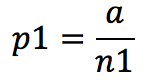 p1 = a/n1